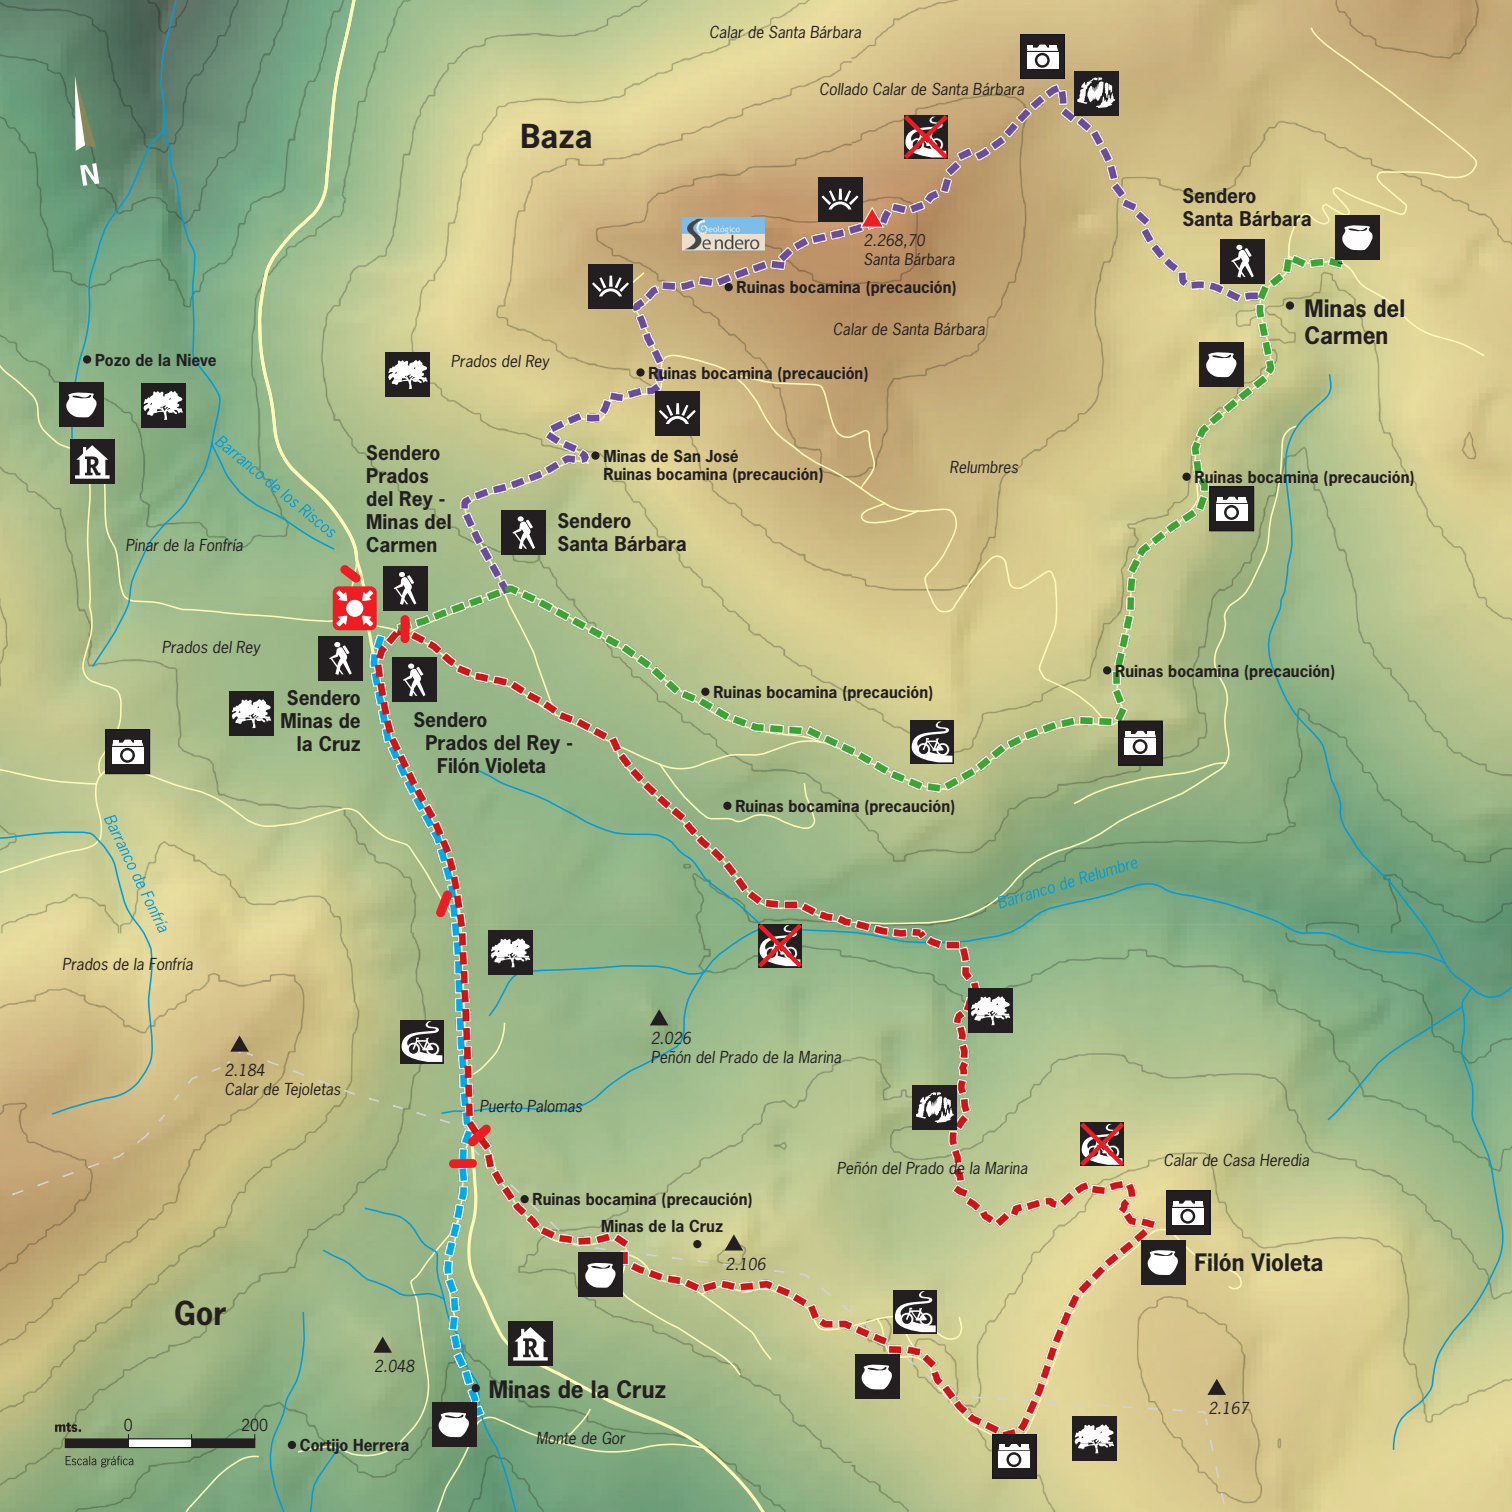 Calar de Santa Bárbara
Collado Calar de Santa Bárbara
Baza
N
Sendero
Santa Bárbara
Geológico
Sendero
2.268,70
Santa Bárbara
Ruinas bocamina (precaución)
Minas del
Carmen
Calar de Santa Bárbara
Pozo de la Nieve
Prados del Rey
Ruinas bocamina (precaución)
R
Barranco de los Riscos
Sendero
Prados
del Rey -
Minas del
Carmen
Minas de San José
Ruinas bocamina (precaución)
Relumbres
Ruinas bocamina (precaución)
Sendero
Santa Bárbara
Pinar de la Fonfría
Prados del Rey
Ruinas bocamina (precaución)
Ruinas bocamina (precaución)
Sendero
Minas de
la Cruz
Sendero
Prados del Rey -
Filón Violeta
Ruinas bocamina (precaución)
Barranco de Fonfría
Barranco de Relumbre
Prados de la Fonfría
2.026
Peñón del Prado de la Marina
2.184
Calar de Tejoletas
Puerto Palomas
Peñón del Prado de la Marina
Calar de Casa Heredia
Ruinas bocamina (precaución)
Minas de la Cruz
2.106
Filón Violeta
Gor
R
2.048
Minas de la Cruz
2.167
mts.
0
200
Escala gráfica
Cortijo Herrera
Monte de Gor